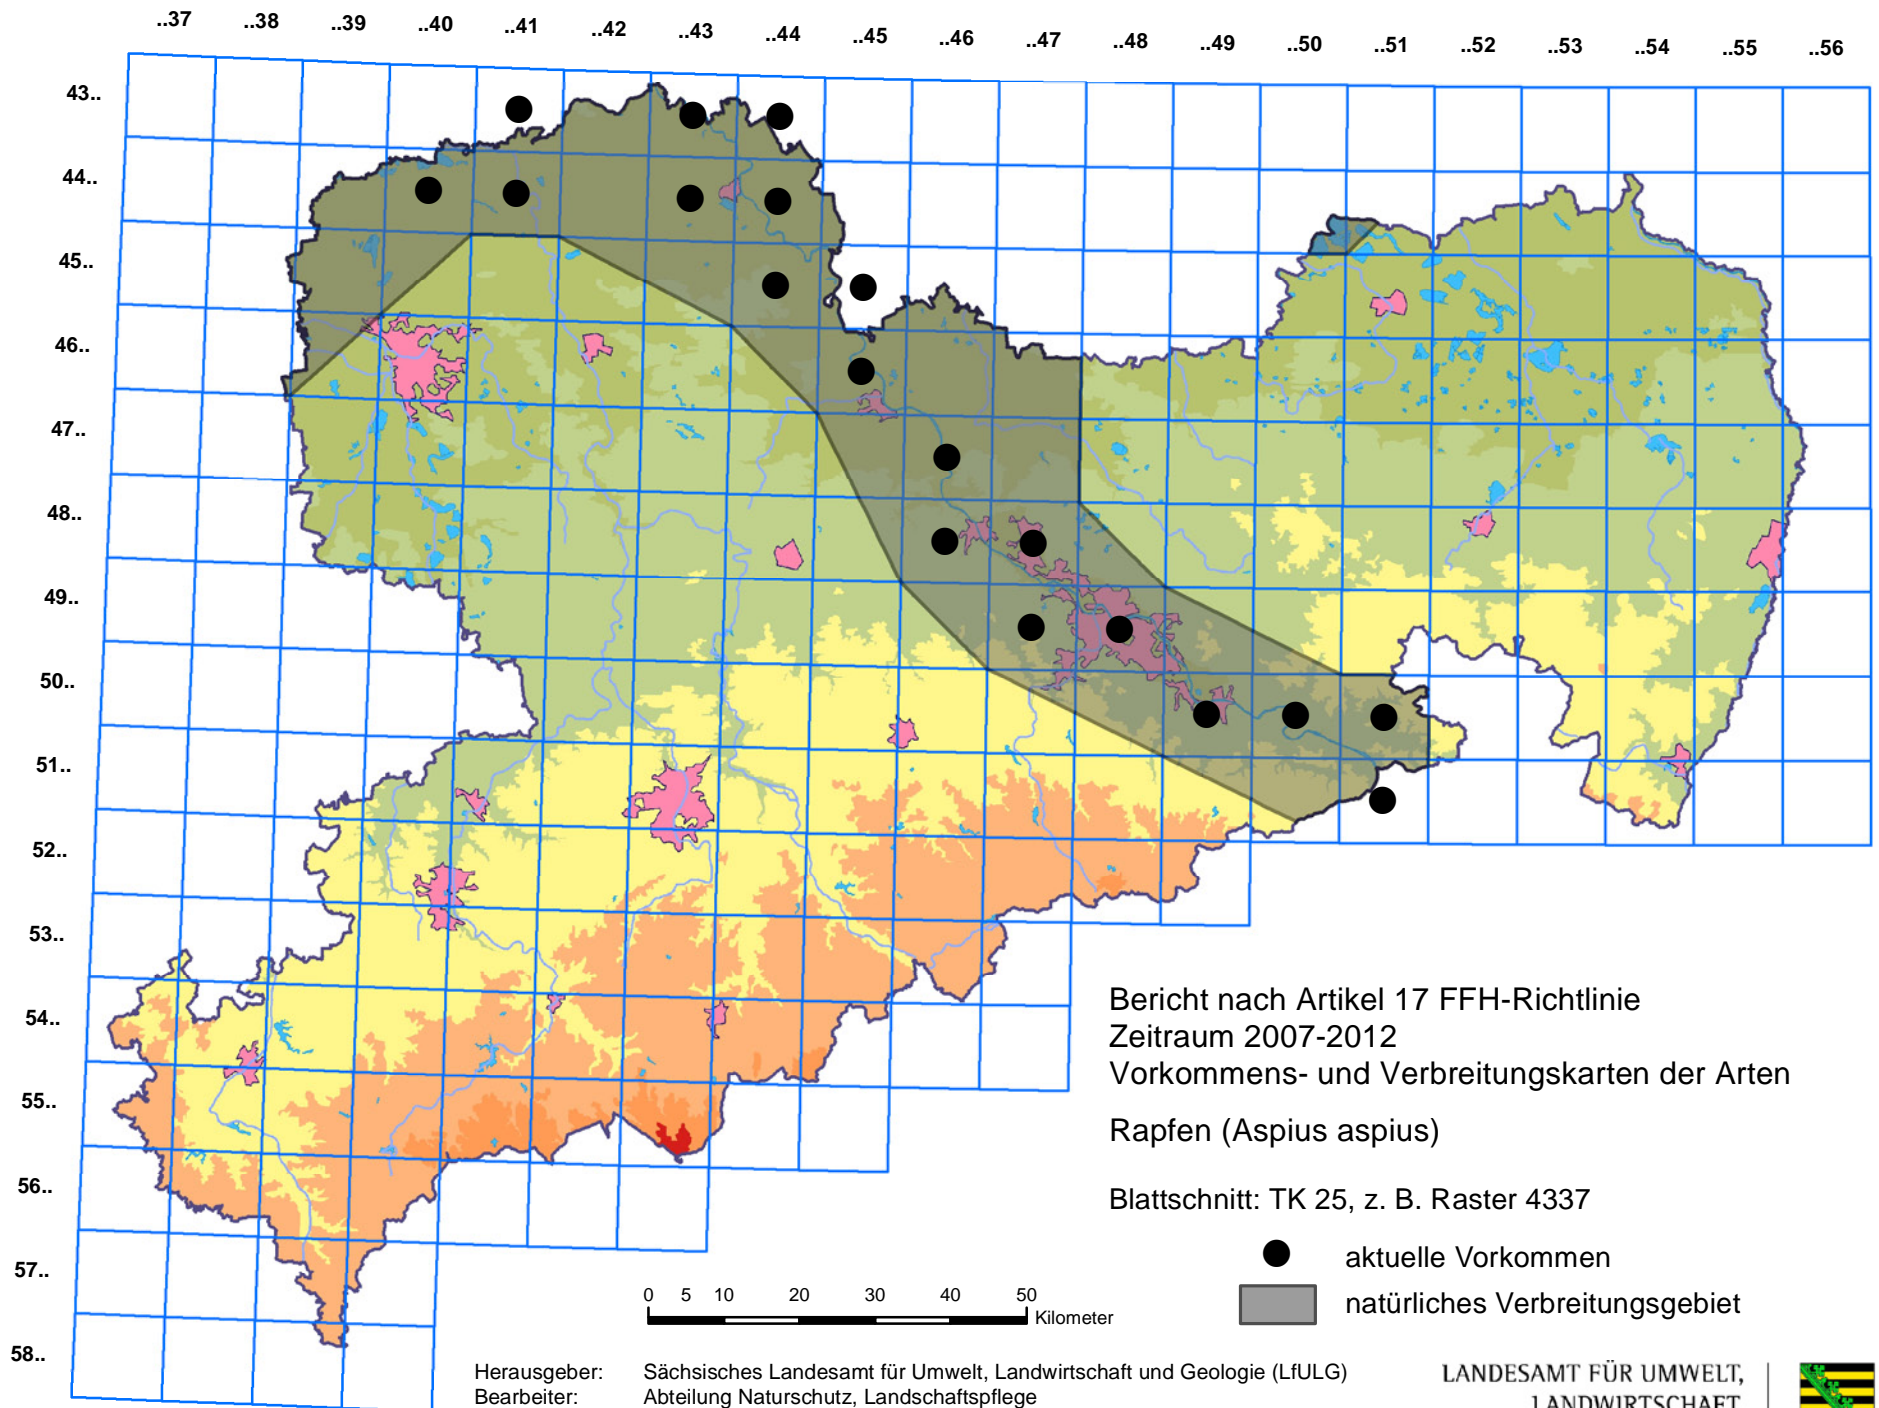 ..37 ..38 ..39 ..40 ..41 ..42 ..43 ..44 ..45 ..46 ..47 ..48 ..49 ..50 ..51 ..52 ..53 ..54 ..55 ..56
43..
44..
45..
46..
47..
48..
49..
50..
51..
52..
53..
54..
55..
56..
57..
58..
Bericht nach Artikel 17 FFH-Richtlinie
Zeitraum 2007-2012
Vorkommens- und Verbreitungskarten der Arten
Rapfen (Aspius aspius)
Blattschnitt: TK 25, z. B. Raster 4337
aktuelle Vorkommen
natürliches Verbreitungsgebiet
0 5 10 20 30 40 50
Kilometer
Herausgeber: Sächsisches Landesamt für Umwelt, Landwirtschaft und Geologie (LfULG)
Bearbeiter: Abteilung Naturschutz, Landschaftspflege
LANDESAMT FÜR UMWELT,
LANDWIRTSCHAFT